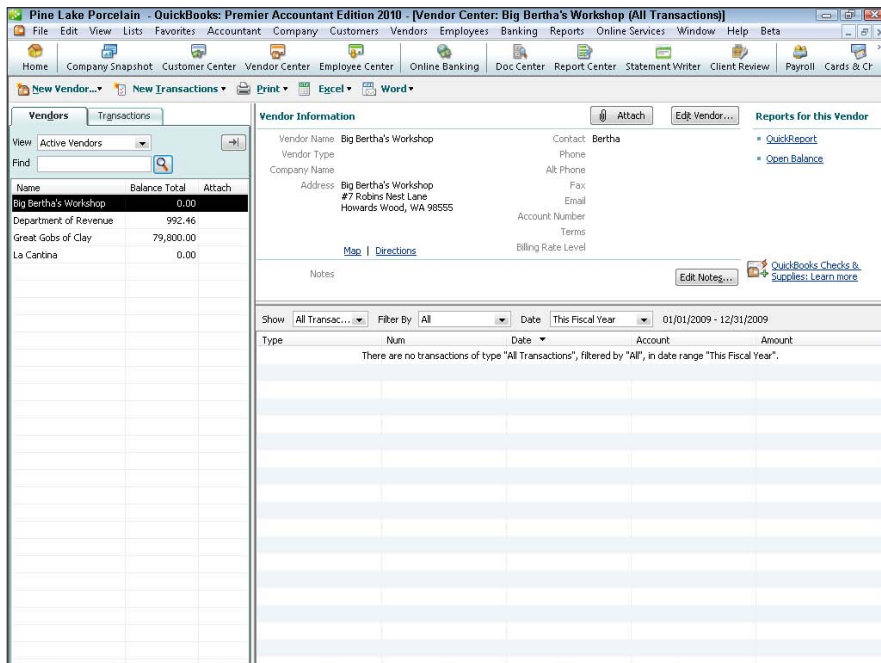 Pine Lake Porcelain - QuickBooks: Premier Accountant Edition 2010 - [Vendor Center: Big Bertha's Workshop (All Transactions)]
File Edit View Lists Favorites Accountant Company Customers Vendors Employees Banking Reports Online Services Window Help Beta
Home Company Snapshot Customer Center Vendor Center Employee Center Online Banking Doc Center Report Center Statement Writer Client Review Payroll Cards & Ch
New Vendor... New Transactions Print Excel Word
Vendors Transactions
View Active Vendors
Find
Name Balance Total Attach
Big Bertha's Workshop 0.00
Department of Revenue 992.46
Great Gobs of Clay 79,800.00
La Cantina 0.00
Vendor Information Attach Edit Vendor...
Vendor Name Big Bertha's Workshop
Vendor Type
Company Name
Address Big Bertha's Workshop
#7 Robins Nest Lane
Howards Wood, WA 98555
Map | Directions
Contact Bertha
Phone
Alt Phone
Fax
Email
Account Number
Terms
Billing Rate Level
Notes Edit Notes...
Reports for this Vendor
QuickReport
Open Balance
QuickBooks Checks &
Supplies: Learn more
Show All Transac... Filter By All Date This Fiscal Year 01/01/2009 - 12/31/2009
Type Num Date Account Amount
There are no transactions of type "All Transactions", filtered by "All", in date range "This Fiscal Year".